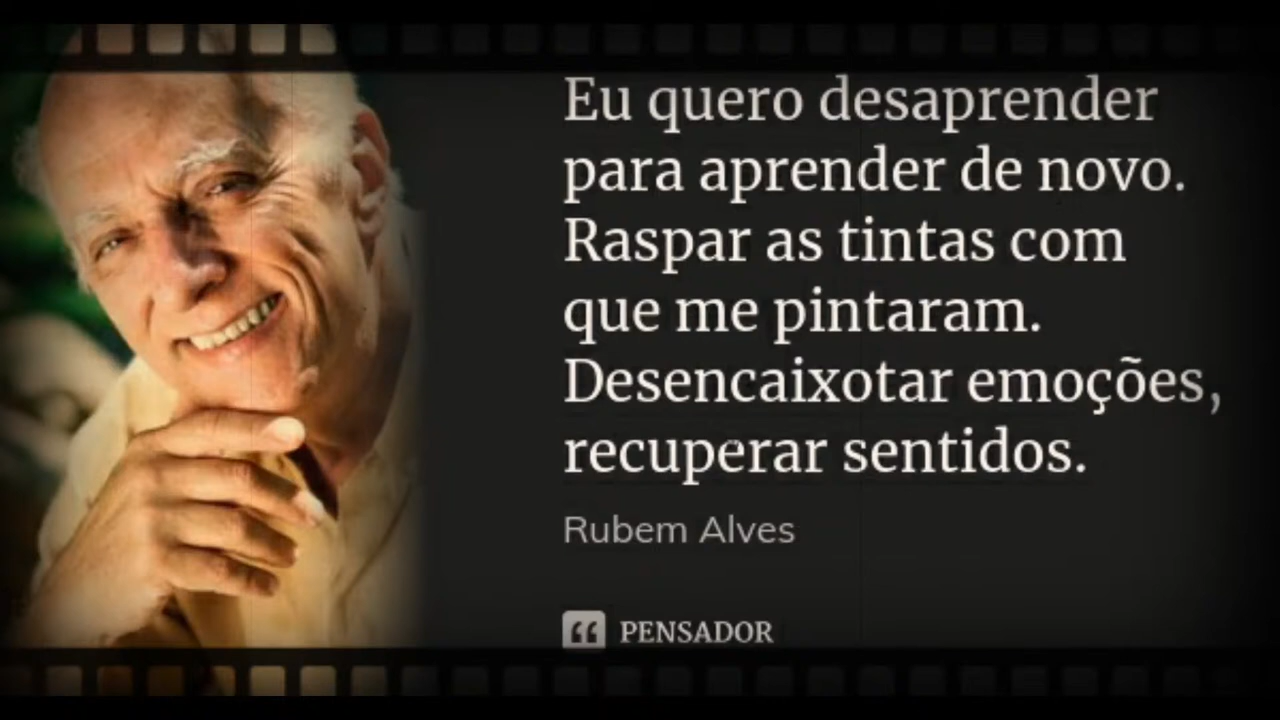 Eu quero desaprender
para aprender de novo.
Raspar as tintas com
que me pintaram.
Desencaixotar emoções,
recuperar sentidos.
Rubem Alves
PENSADOR